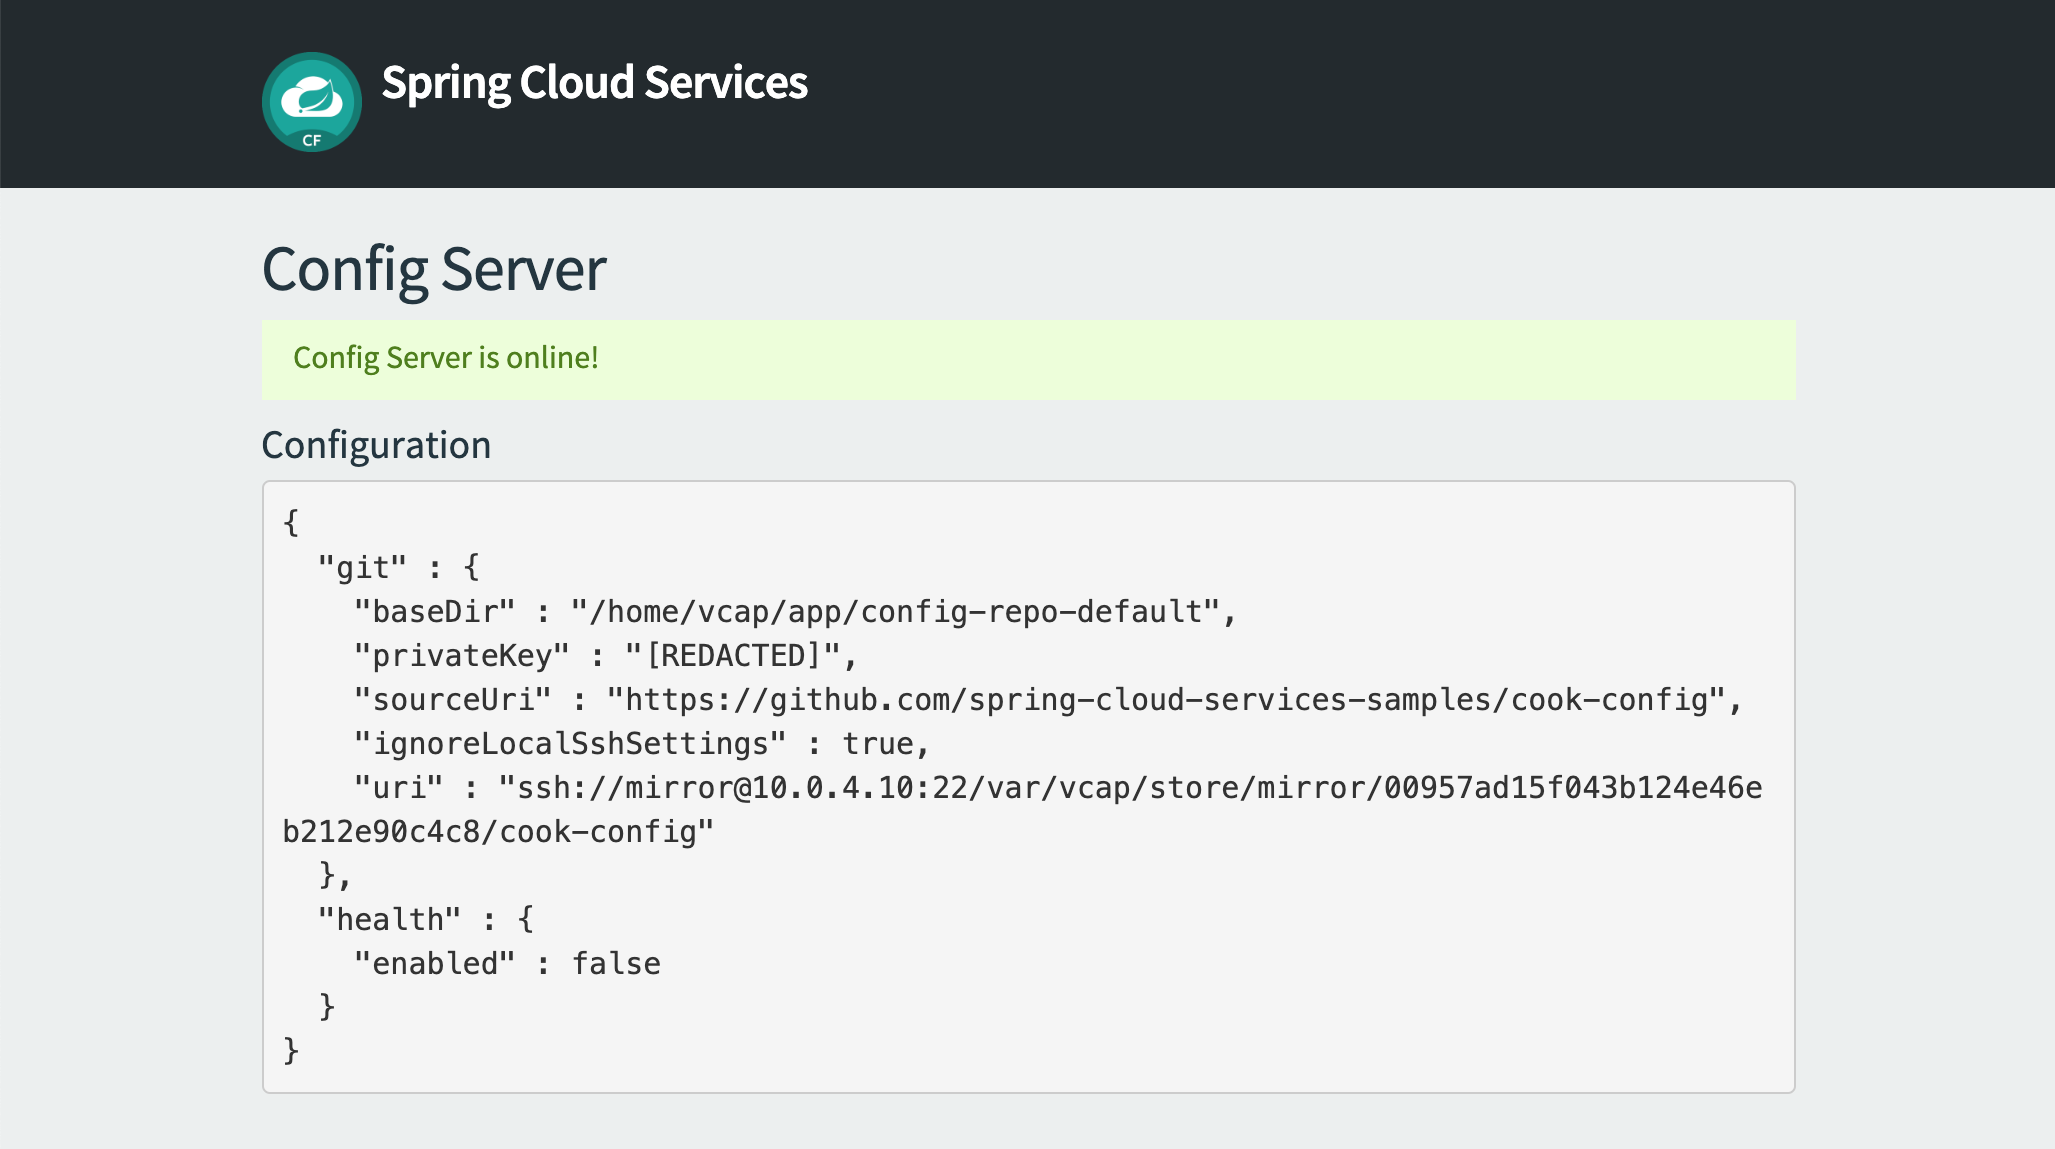 Spring Cloud Services
CF
Config Server
Config Server is online!
Configuration
{
  "git" : {
    "baseDir" : "/home/vcap/app/config-repo-default",
    "privateKey" : "[REDACTED]",
    "sourceUri" : "https://github.com/spring-cloud-services-samples/cook-config",
    "ignoreLocalSshSettings" : true,
    "uri" : "ssh://mirror@10.0.4.10:22/var/vcap/store/mirror/00957ad15f043b124e46e
b212e90c4c8/cook-config"
  },
  "health" : {
    "enabled" : false
  }
}